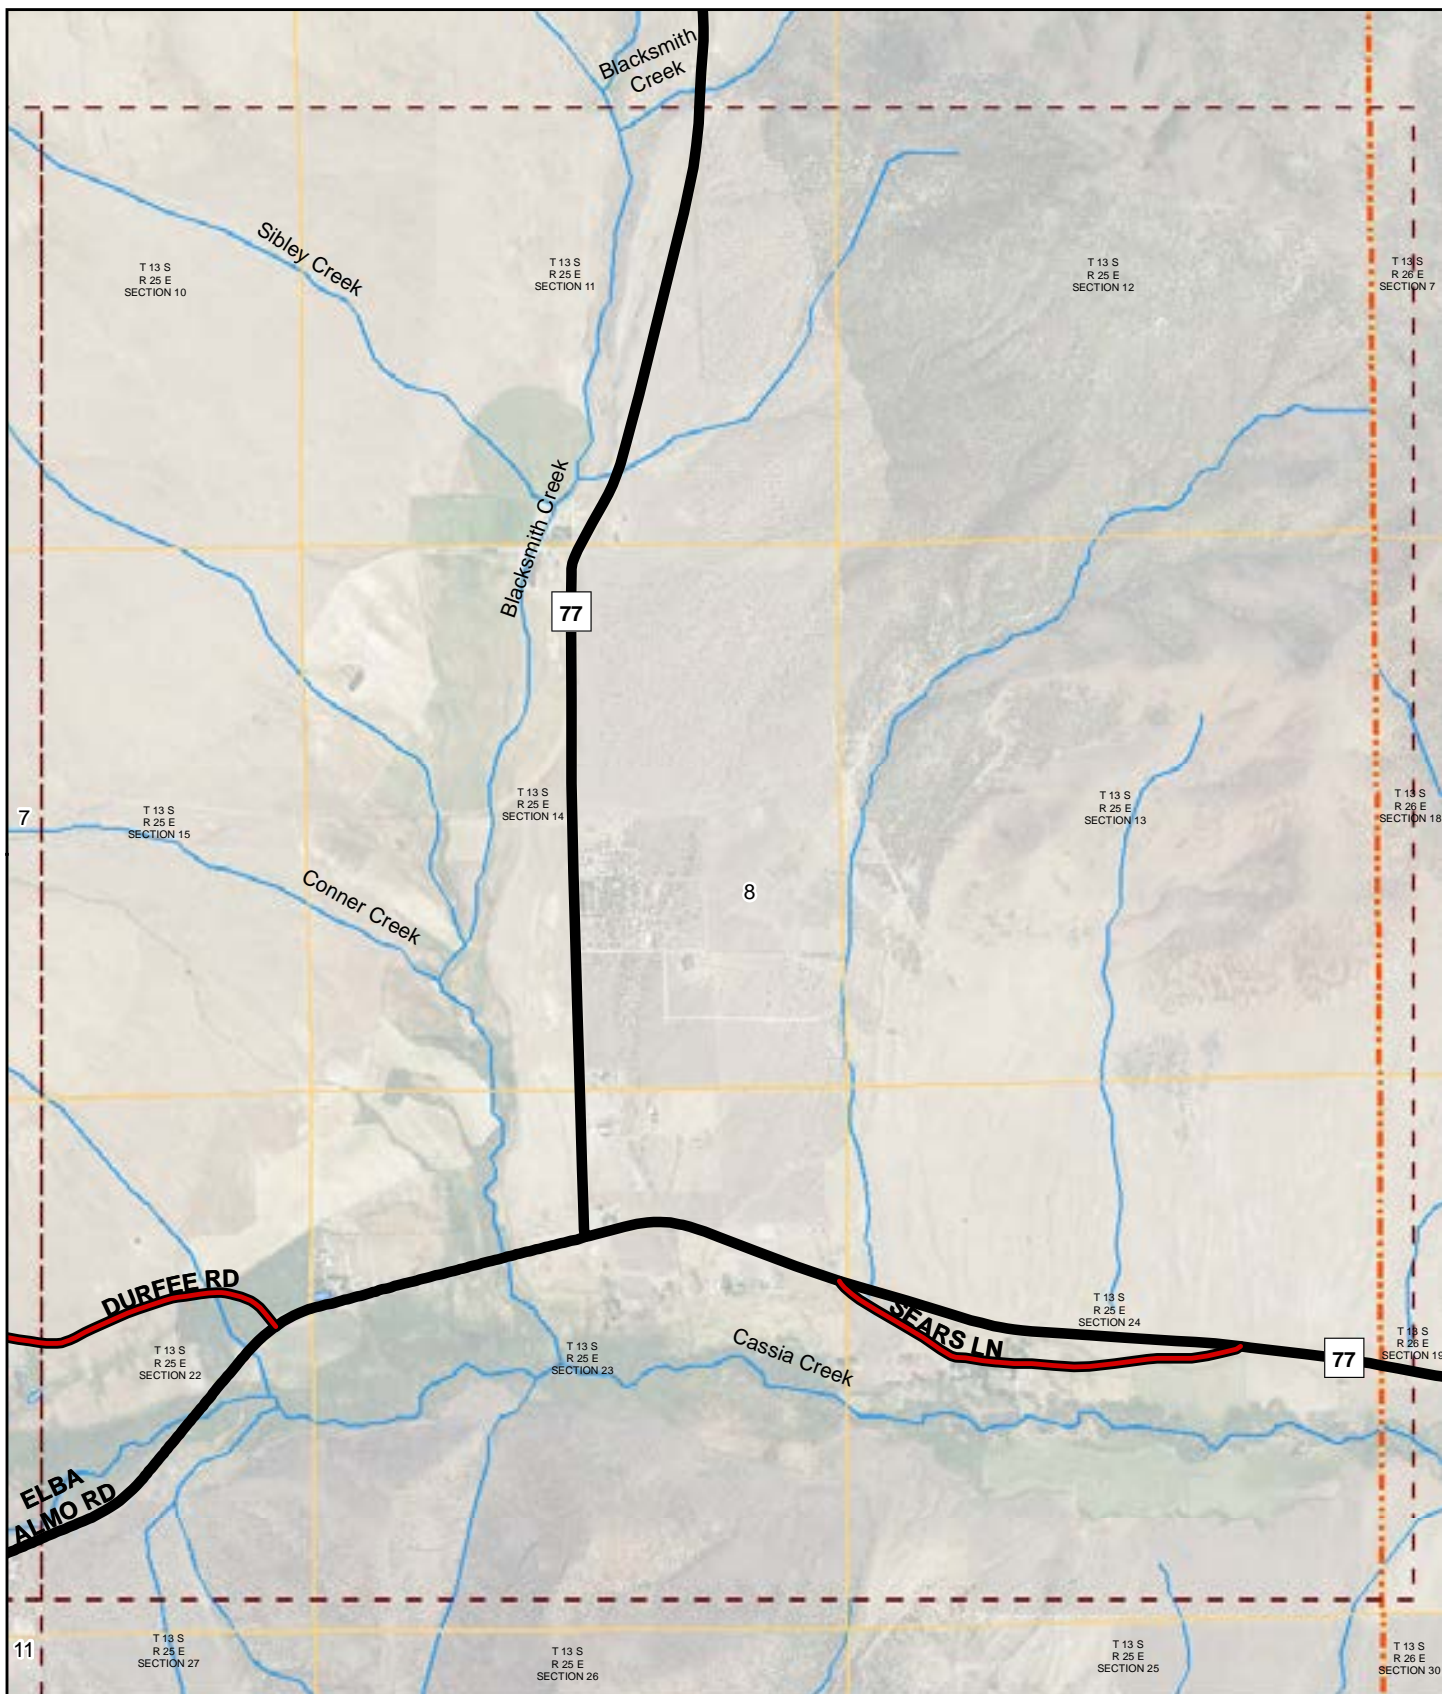 Blacksmith
Creek
Sibley Creek
T 13 S
R 25 E
SECTION 10
T 13 S
R 25 E
SECTION 11
T 13 S
R 25 E
SECTION 12
T 13 S
R 26 E
SECTION 7
Blacksmith Creek
77
7
T 13 S
R 25 E
SECTION 15
T 13 S
R 25 E
SECTION 14
T 13 S
R 25 E
SECTION 13
T 13 S
R 26 E
SECTION 18
Conner Creek
8
DURFEE RD
T 13 S
R 25 E
SECTION 22
T 13 S
R 25 E
SECTION 23
Cassia Creek
SEARS LN
T 13 S
R 25 E
SECTION 24
77
T 13 S
R 26 E
SECTION 19
ELBA
ALMO RD
11
T 13 S
R 25 E
SECTION 27
T 13 S
R 25 E
SECTION 26
T 13 S
R 25 E
SECTION 25
T 13 S
R 26 E
SECTION 30